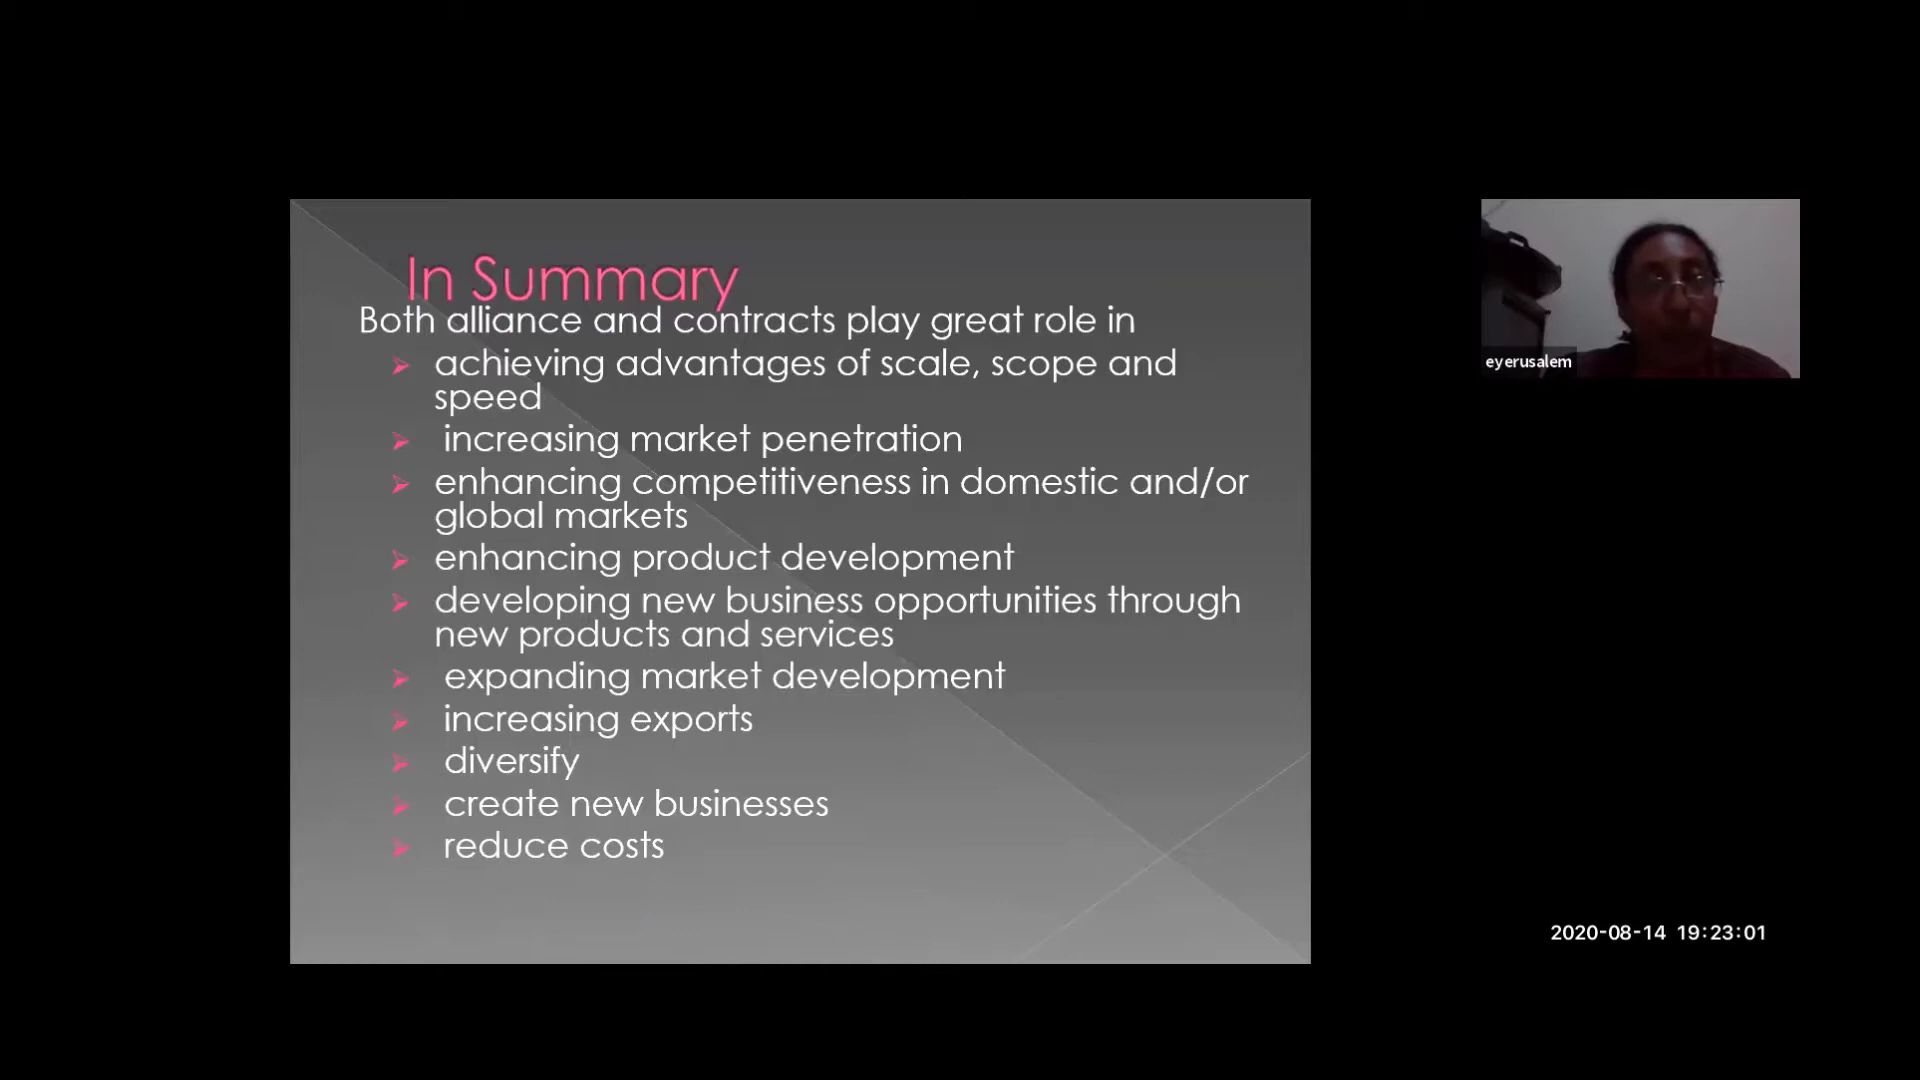 In Summary
Both alliance and contracts play great role in
achieving advantages of scale, scope and
speed
increasing market penetration
enhancing competitiveness in domestic and/or
global markets
enhancing product development
developing new business opportunities through
new products and services
expanding market development
increasing exports
diversify
create new businesses
reduce costs
eyerusalem
2020-08-14 19:23:01